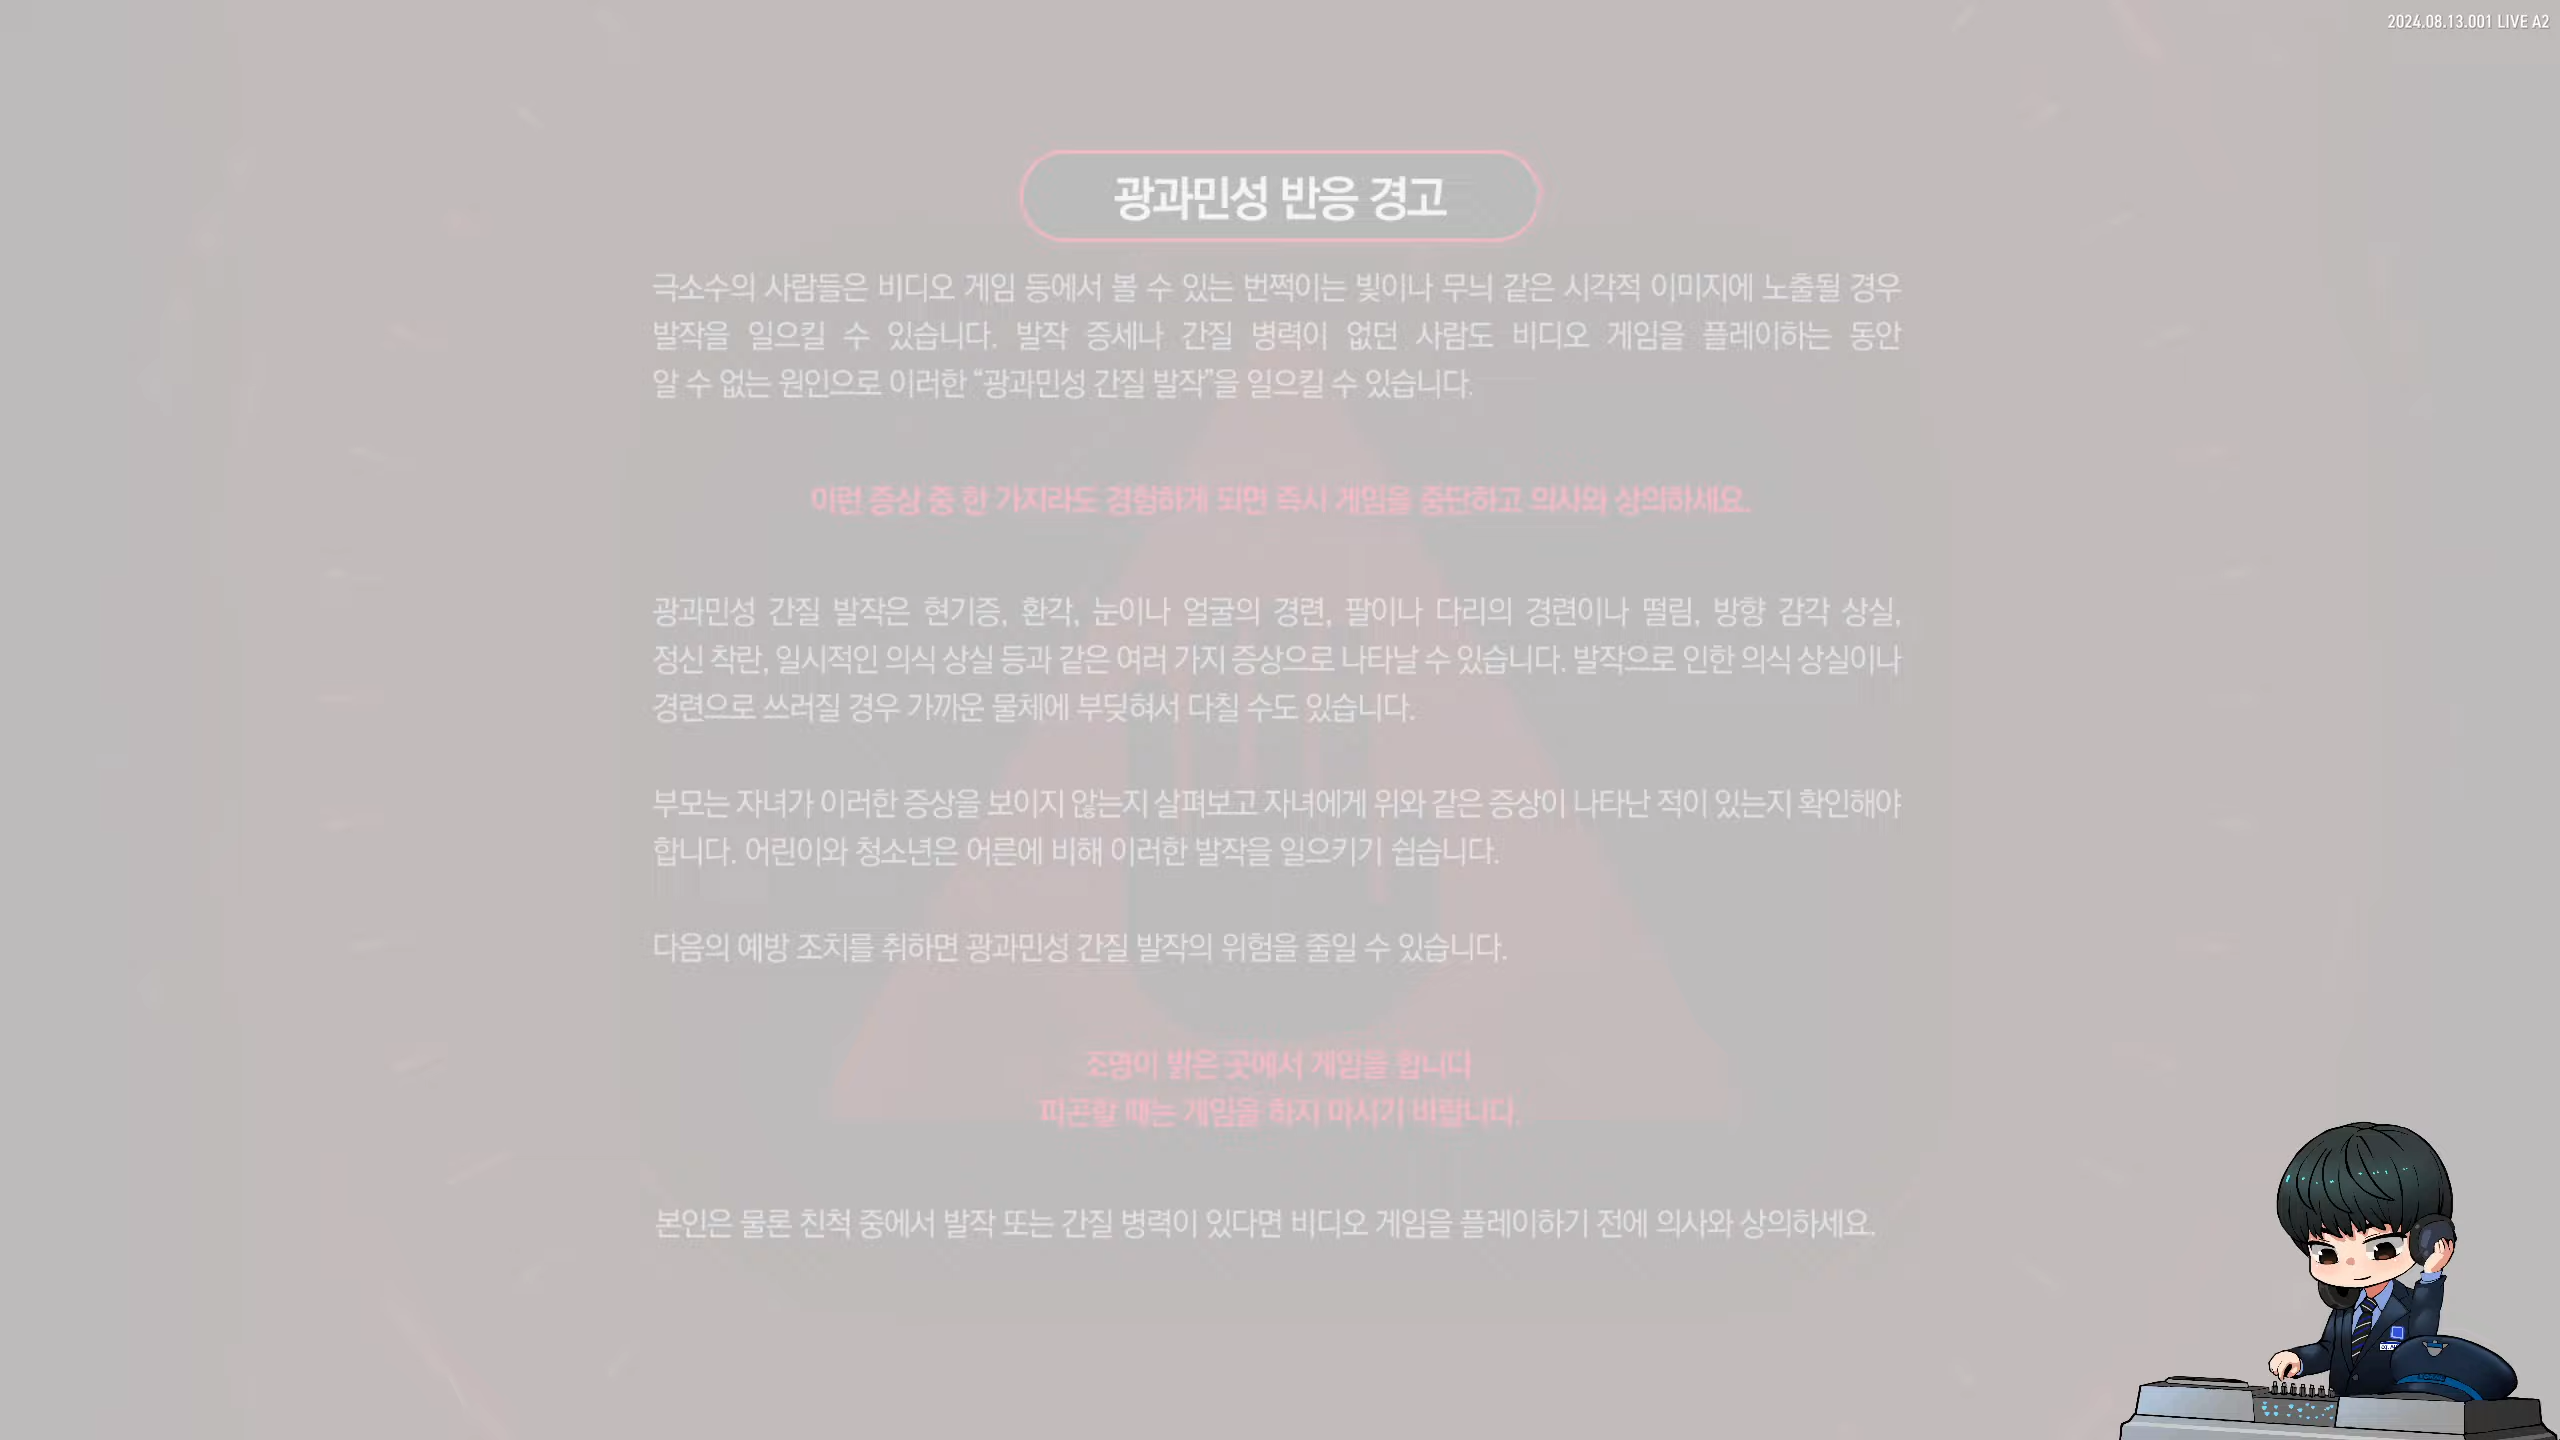 2024.08.13.001 LIVE A2
광과민성 반응 경고
극소수의 사람들은 비디오 게임 등에서 볼 수 있는 번쩍이는 빛이나 무늬 같은 시각적 이미지에 노출될 경우
발작을 일으킬 수 있습니다. 발작 증세나 간질 병력이 없던 사람도 비디오 게임을 플레이하는 동안
알 수 없는 원인으로 이러한 “광과민성 간질 발작”을 일으킬 수 있습니다.
이런 증상 중 한 가지라도 경험하게 되면 즉시 게임을 중단하고 의사와 상의하세요.
광과민성 간질 발작은 현기증, 환각, 눈이나 얼굴의 경련, 팔이나 다리의 경련이나 떨림, 방향 감각 상실,
정신 착란, 일시적인 의식 상실 등과 같은 여러 가지 증상으로 나타날 수 있습니다. 발작으로 인한 의식 상실이나
경련으로 쓰러질 경우 가까운 물체에 부딪혀서 다칠 수도 있습니다.
부모는 자녀가 이러한 증상을 보이지 않는지 살펴보고 자녀에게 위와 같은 증상이 나타난 적이 있는지 확인해야
합니다. 어린이와 청소년은 어른에 비해 이러한 발작을 일으키기 쉽습니다.
다음의 예방 조치를 취하면 광과민성 간질 발작의 위험을 줄일 수 있습니다.
조명이 밝은 곳에서 게임을 합니다
피곤할 때는 게임을 하지 마시기 바랍니다.
본인은 물론 친척 중에서 발작 또는 간질 병력이 있다면 비디오 게임을 플레이하기 전에 의사와 상의하세요.